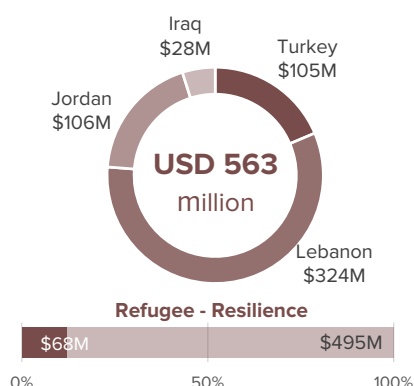 Iraq
$28M
Turkey
$105M
Jordan
$106M
USD 563
million
Lebanon
$324M
Refugee - Resilience
$68M $495M
0% 50% 100%